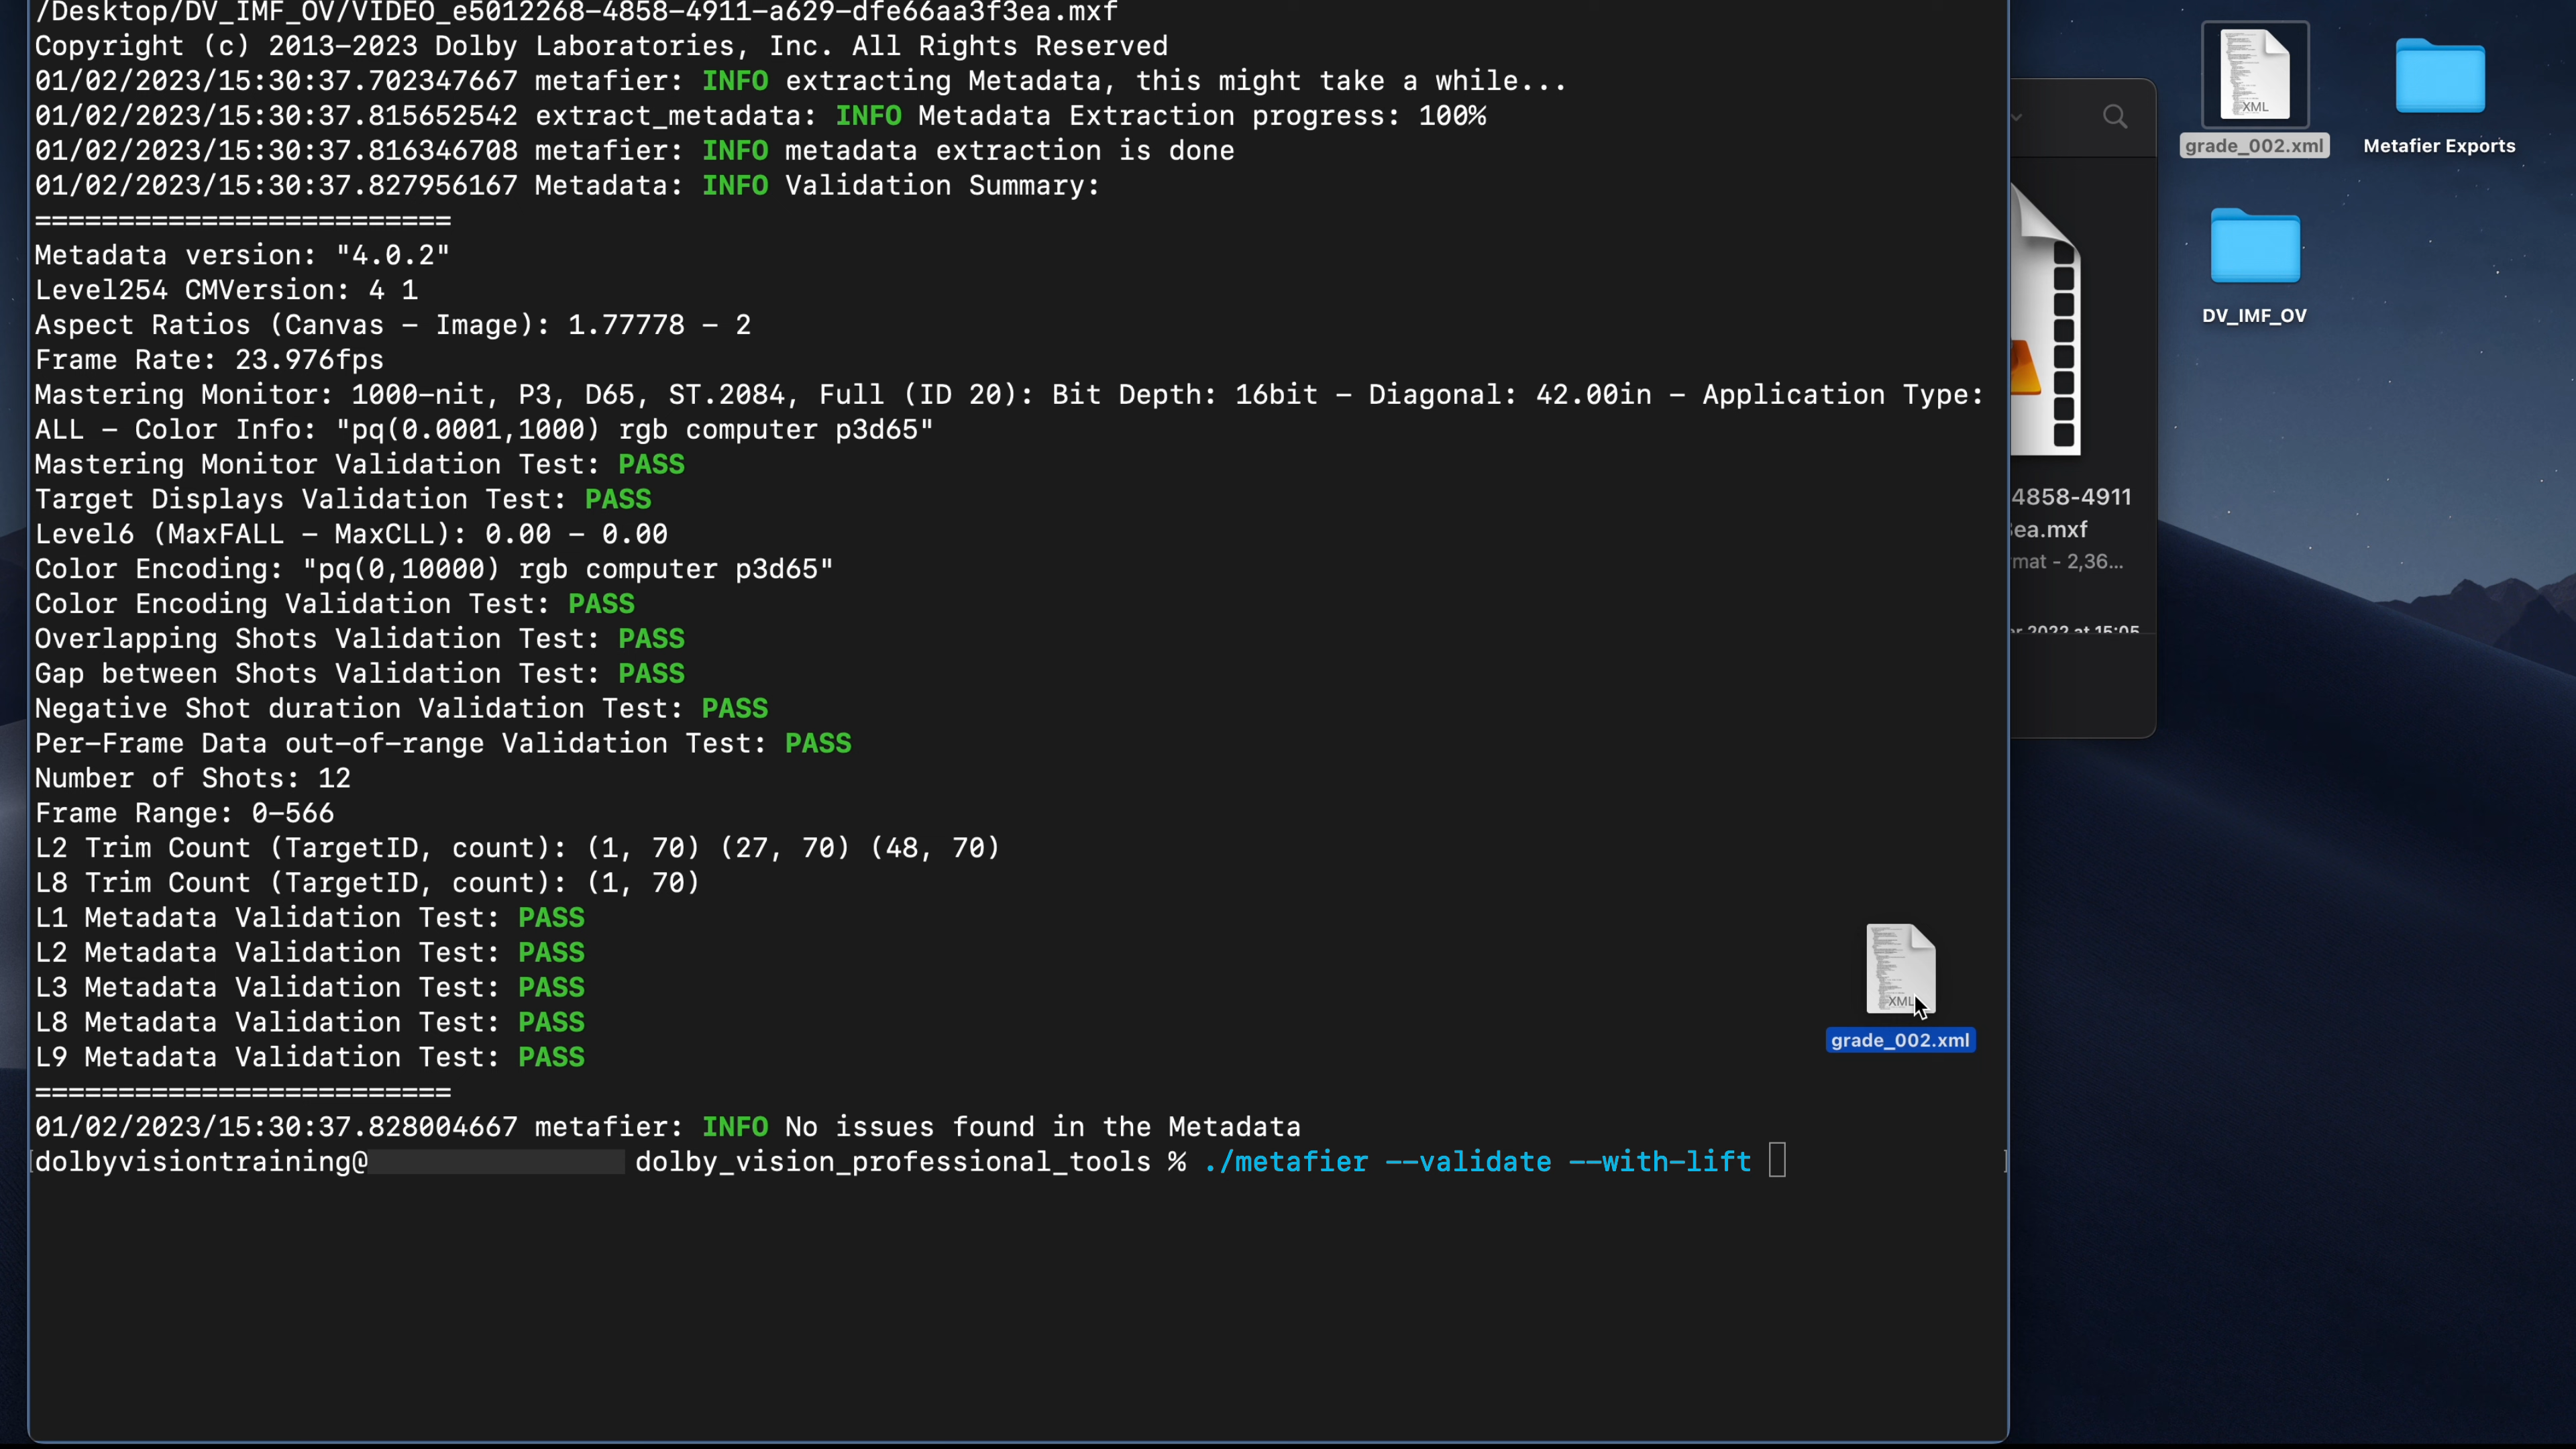 /Desktop/DV_IMF_OV/VIDEO_e5012268-4858-4911-a629-dfe66aa3f3ea.mxf
Copyright (c) 2013-2023 Dolby Laboratories, Inc. All Rights Reserved
01/02/2023/15:30:37.702347667 metafier: INFO extracting Metadata, this might take a while...
01/02/2023/15:30:37.815652542 extract_metadata: INFO Metadata Extraction progress: 100%
01/02/2023/15:30:37.816346708 metafier: INFO metadata extraction is done
01/02/2023/15:30:37.827956167 Metadata: INFO Validation Summary:
=========================
Metadata version: "4.0.2"
Level254 CMVersion: 4 1
Aspect Ratios (Canvas - Image): 1.77778 - 2
Frame Rate: 23.976fps
Mastering Monitor: 1000-nit, P3, D65, ST.2084, Full (ID 20): Bit Depth: 16bit - Diagonal: 42.00in - Application Type:
ALL - Color Info: "pq(0.0001,1000) rgb computer p3d65"
Mastering Monitor Validation Test: PASS
Target Displays Validation Test: PASS
Level6 (MaxFALL - MaxCLL): 0.00 - 0.00
Color Encoding: "pq(0,10000) rgb computer p3d65"
Color Encoding Validation Test: PASS
Overlapping Shots Validation Test: PASS
Gap between Shots Validation Test: PASS
Negative Shot duration Validation Test: PASS
Per-Frame Data out-of-range Validation Test: PASS
Number of Shots: 12
Frame Range: 0-566
L2 Trim Count (TargetID, count): (1, 70) (27, 70) (48, 70)
L8 Trim Count (TargetID, count): (1, 70)
L1 Metadata Validation Test: PASS
L2 Metadata Validation Test: PASS
L3 Metadata Validation Test: PASS
L8 Metadata Validation Test: PASS
L9 Metadata Validation Test: PASS
=========================
01/02/2023/15:30:37.828004667 metafier: INFO No issues found in the Metadata
dolbyvisiontraining@ dolby_vision_professional_tools % ./metafier --validate --with-lift
XML
grade_002.xml
4858-4911
ea.mxf
mat - 2,36...
2022 at 15:05
XML
grade_002.xml
Metafier Exports
DV_IMF_OV